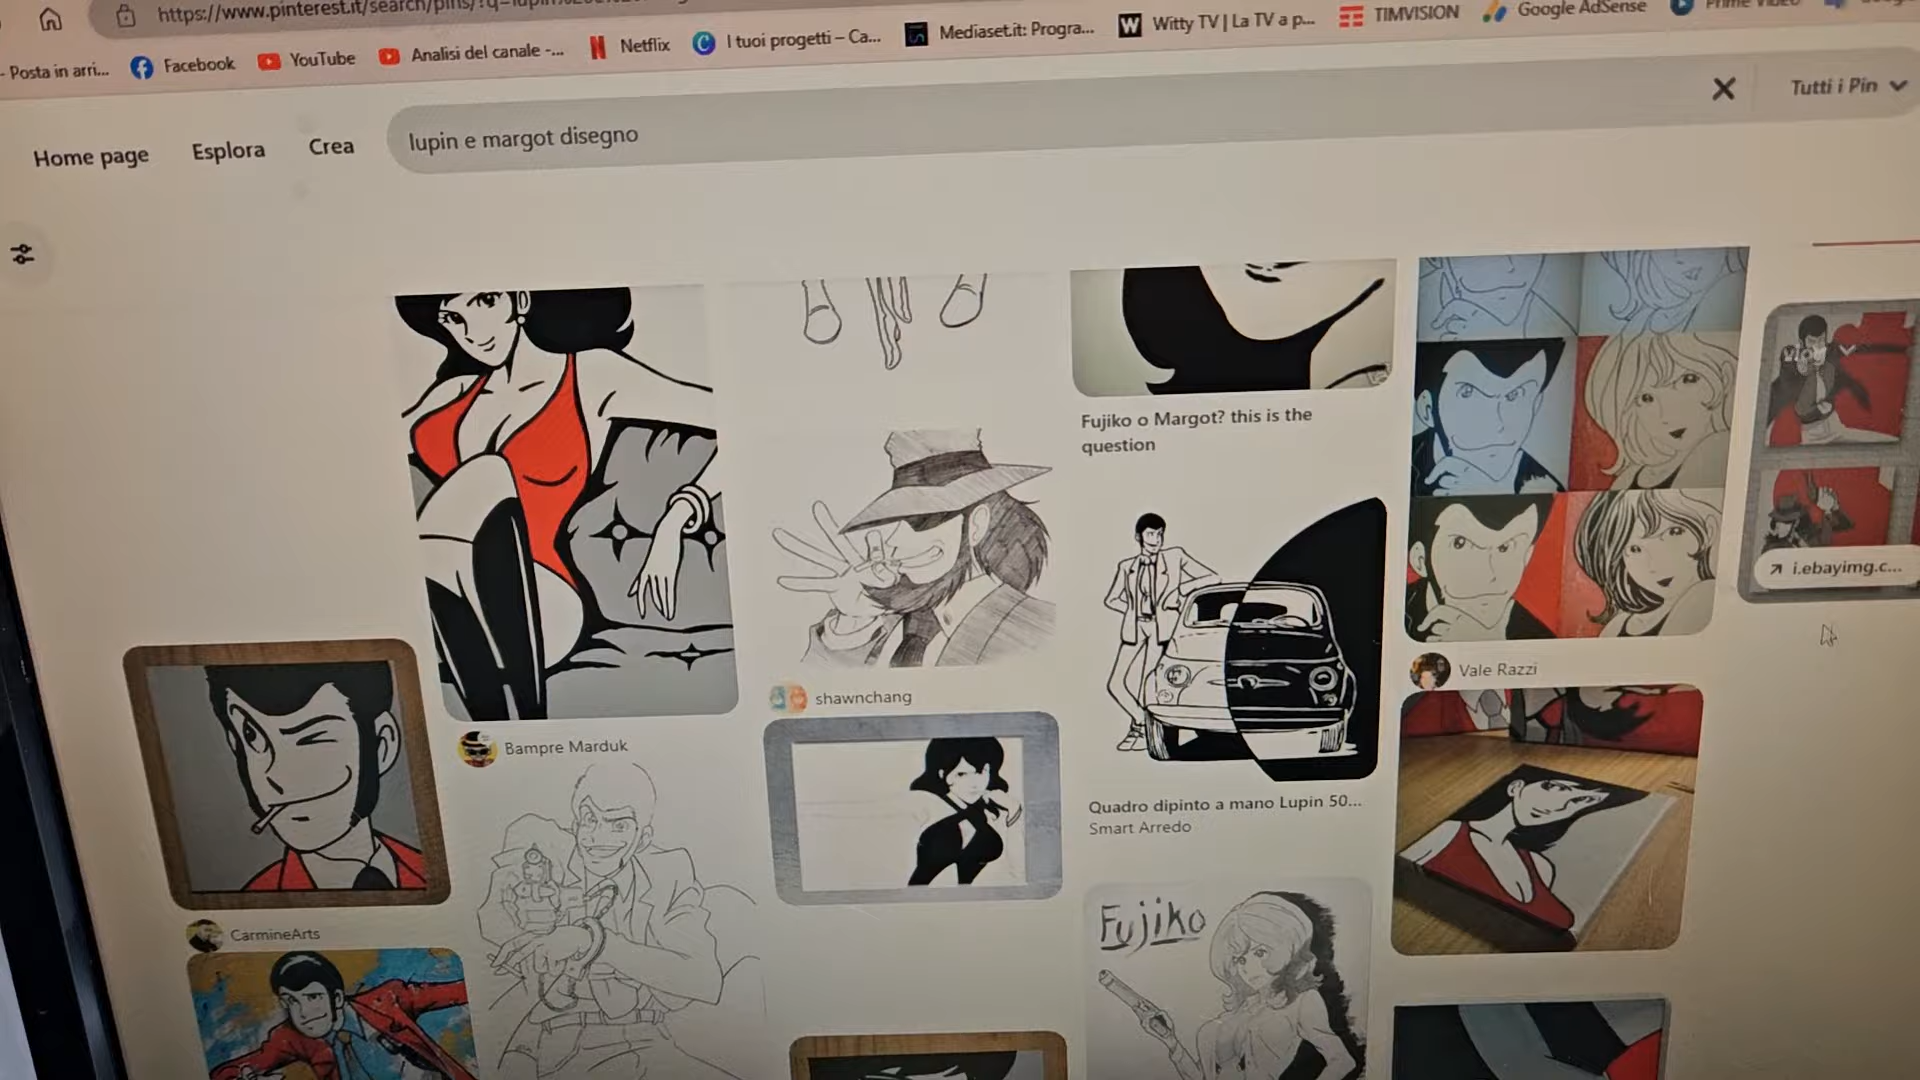 https://www.pinterest.it/search/pins/?q=lupin
- Posta in arri...
Facebook
YouTube
Analisi del canale -...
Netflix
I tuoi progetti – Ca...
Mediaset.it: Progra...
Witty TV | La TV a p...
TIMVISION
Google AdSense
Prime Video
Home page
Esplora
Crea
lupin e margot disegno
Tutti i Pin
Fujiko o Margot? this is the
question
i.ebayimg.c...
Vale Razzi
shawnchang
Bampre Marduk
Quadro dipinto a mano Lupin 50...
Smart Arredo
Fujiko
CarmineArts